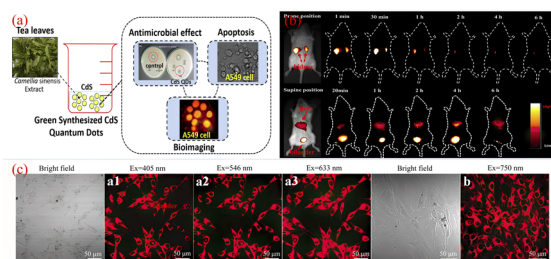 (a)
Tea leaves
Camellia sinensis
Extract
CdS
Green Synthesized CdS
Quantum Dots
Antimicrobial effect
control
CdS QDs
Apoptosis
A549 cell
A549 cell
Bioimaging
(b)
Prone position
1 min
30 min
1 h
2 h
4 h
6 h
Supine position
20min
1 h
2 h
4 h
6 h
(c)
Bright field
Ex=405 nm
Ex=546 nm
Ex=633 nm
Bright field
Ex=750 nm
a1
a2
a3
b
50 μm
50 μm
50 μm
50 μm
50 μm
50 μm